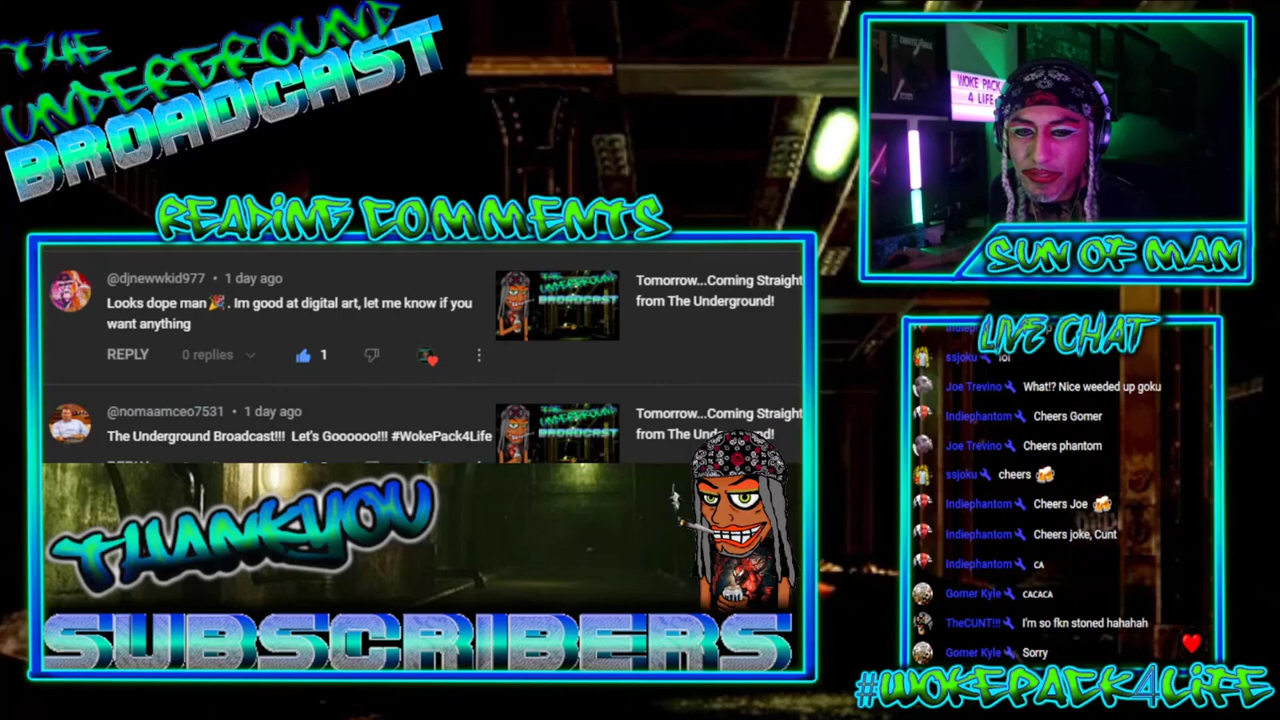 THE
UNDERGROUND
BROADCAST
READING COMMENTS
@djnewwkid977 • 1 day ago
Looks dope man🎉. Im good at digital art, let me know if you
want anything
REPLY 0 replies 1
Tomorrow...Coming Straight
from The Underground!
@nomaamceo7531 • 1 day ago
The Underground Broadcast!!! Let's Goooooo!!! #WokePack4Life
Tomorrow...Coming Straight
THANKYOU
SUBSCRIBERS
WOKE PACK
4 LIFE
SUN OF MAN
LIVE CHAT
ssjoku lol
Joe Trevino What!? Nice weeded up goku
Indiephantom Cheers Gomer
Joe Trevino Cheers phantom
ssjoku cheers 🍻
Indiephantom Cheers Joe 🍻
Indiephantom Cheers joke, Cunt
Indiephantom CA
Gomer Kyle CACACA
TheCUNT!!! I'm so fkn stoned hahahah
Gomer Kyle Sorry
#WOKEPACK4LIFE